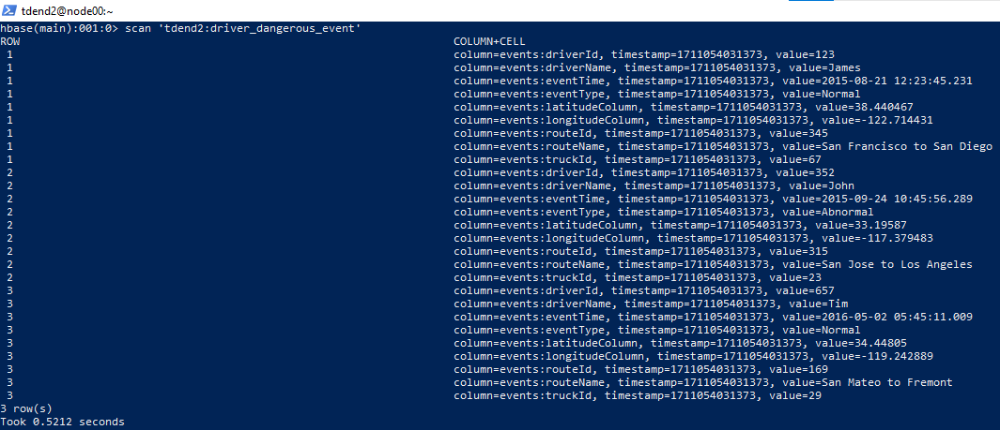 tdend2@node00:~
hbase(main):001:0> scan 'tdend2:driver_dangerous_event'
ROW COLUMN+CELL
1 column=events:driverId, timestamp=1711054031373, value=123
1 column=events:driverName, timestamp=1711054031373, value=James
1 column=events:eventTime, timestamp=1711054031373, value=2015-08-21 12:23:45.231
1 column=events:eventType, timestamp=1711054031373, value=Normal
1 column=events:latitudeColumn, timestamp=1711054031373, value=38.440467
1 column=events:longitudeColumn, timestamp=1711054031373, value=-122.714431
1 column=events:routeId, timestamp=1711054031373, value=345
1 column=events:routeName, timestamp=1711054031373, value=San Francisco to San Diego
1 column=events:truckId, timestamp=1711054031373, value=67
2 column=events:driverId, timestamp=1711054031373, value=352
2 column=events:driverName, timestamp=1711054031373, value=John
2 column=events:eventTime, timestamp=1711054031373, value=2015-09-24 10:45:56.289
2 column=events:eventType, timestamp=1711054031373, value=Abnormal
2 column=events:latitudeColumn, timestamp=1711054031373, value=33.19587
2 column=events:longitudeColumn, timestamp=1711054031373, value=-117.379483
2 column=events:routeId, timestamp=1711054031373, value=315
2 column=events:routeName, timestamp=1711054031373, value=San Jose to Los Angeles
2 column=events:truckId, timestamp=1711054031373, value=23
3 column=events:driverId, timestamp=1711054031373, value=657
3 column=events:driverName, timestamp=1711054031373, value=Tim
3 column=events:eventTime, timestamp=1711054031373, value=2016-05-02 05:45:11.009
3 column=events:eventType, timestamp=1711054031373, value=Normal
3 column=events:latitudeColumn, timestamp=1711054031373, value=34.44805
3 column=events:longitudeColumn, timestamp=1711054031373, value=-119.242889
3 column=events:routeId, timestamp=1711054031373, value=169
3 column=events:routeName, timestamp=1711054031373, value=San Mateo to Fremont
3 column=events:truckId, timestamp=1711054031373, value=29
3 row(s)
Took 0.5212 seconds